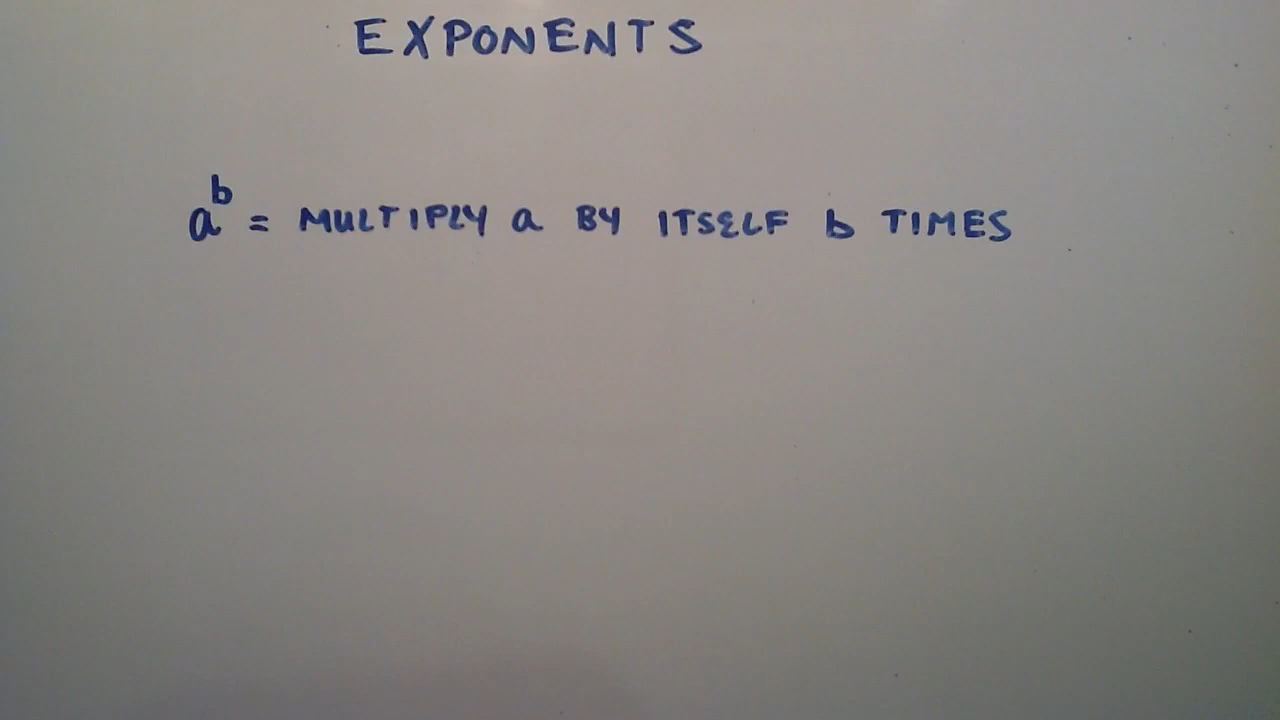 EXPONENTS
a^b = MULTIPLY a BY ITSELF b TIMES